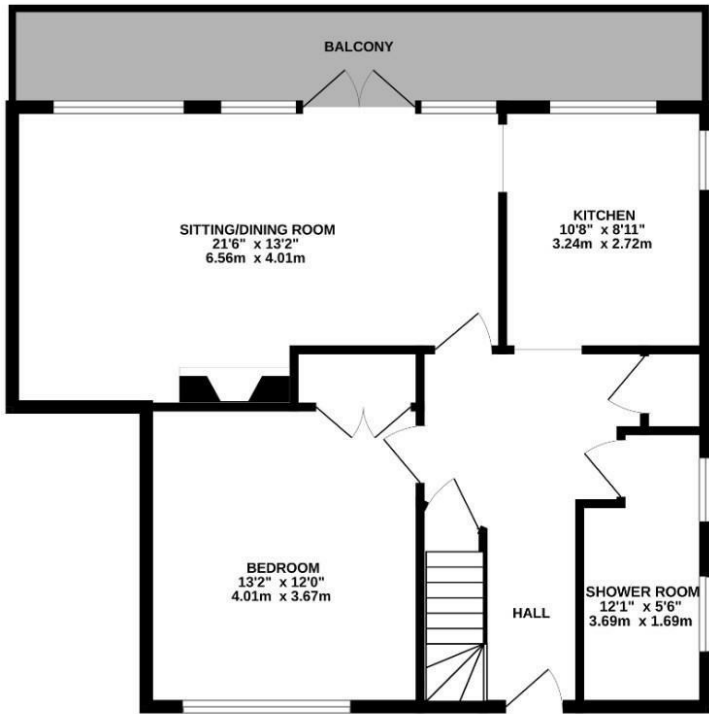 BALCONY
SITTING/DINING ROOM
21'6" x 13'2"
6.56m x 4.01m
KITCHEN
10'8" x 8'11"
3.24m x 2.72m
BEDROOM
13'2" x 12'0"
4.01m x 3.67m
HALL
SHOWER ROOM
12'1" x 5'6"
3.69m x 1.69m